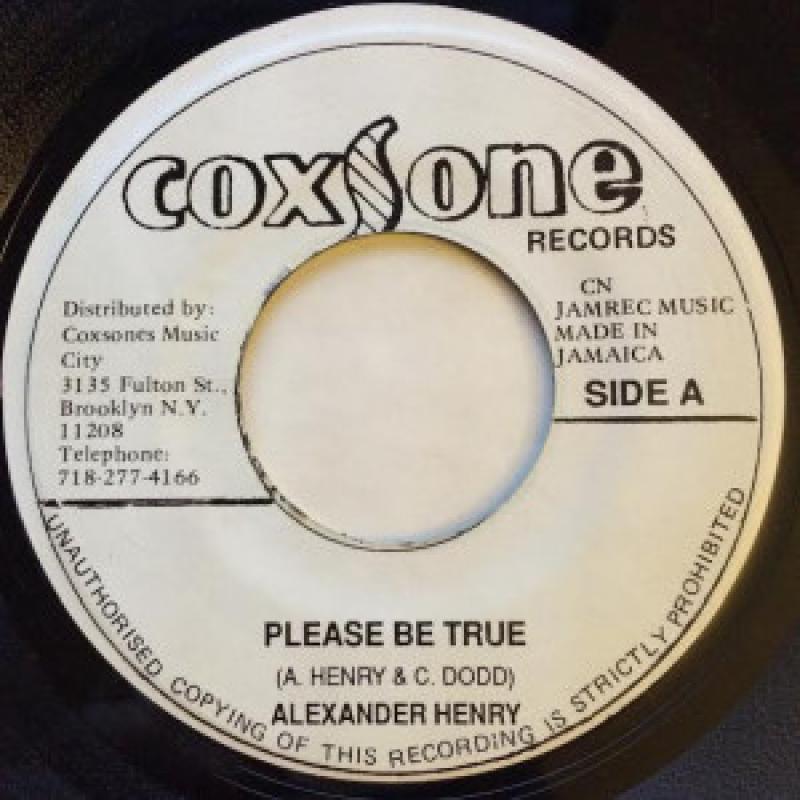 coxsone
RECORDS
Distributed by:
Coxsones Music
City
3135 Fulton St.,
Brooklyn N.Y.
11208
Telephone:
718-277-4166
CN
JAMREC MUSIC
MADE IN
JAMAICA
SIDE A
PLEASE BE TRUE
(A. HENRY & C. DODD)
ALEXANDER HENRY
UNAUTHORISED COPYING OF THIS RECORDING IS STRICTLY PROHIBITED